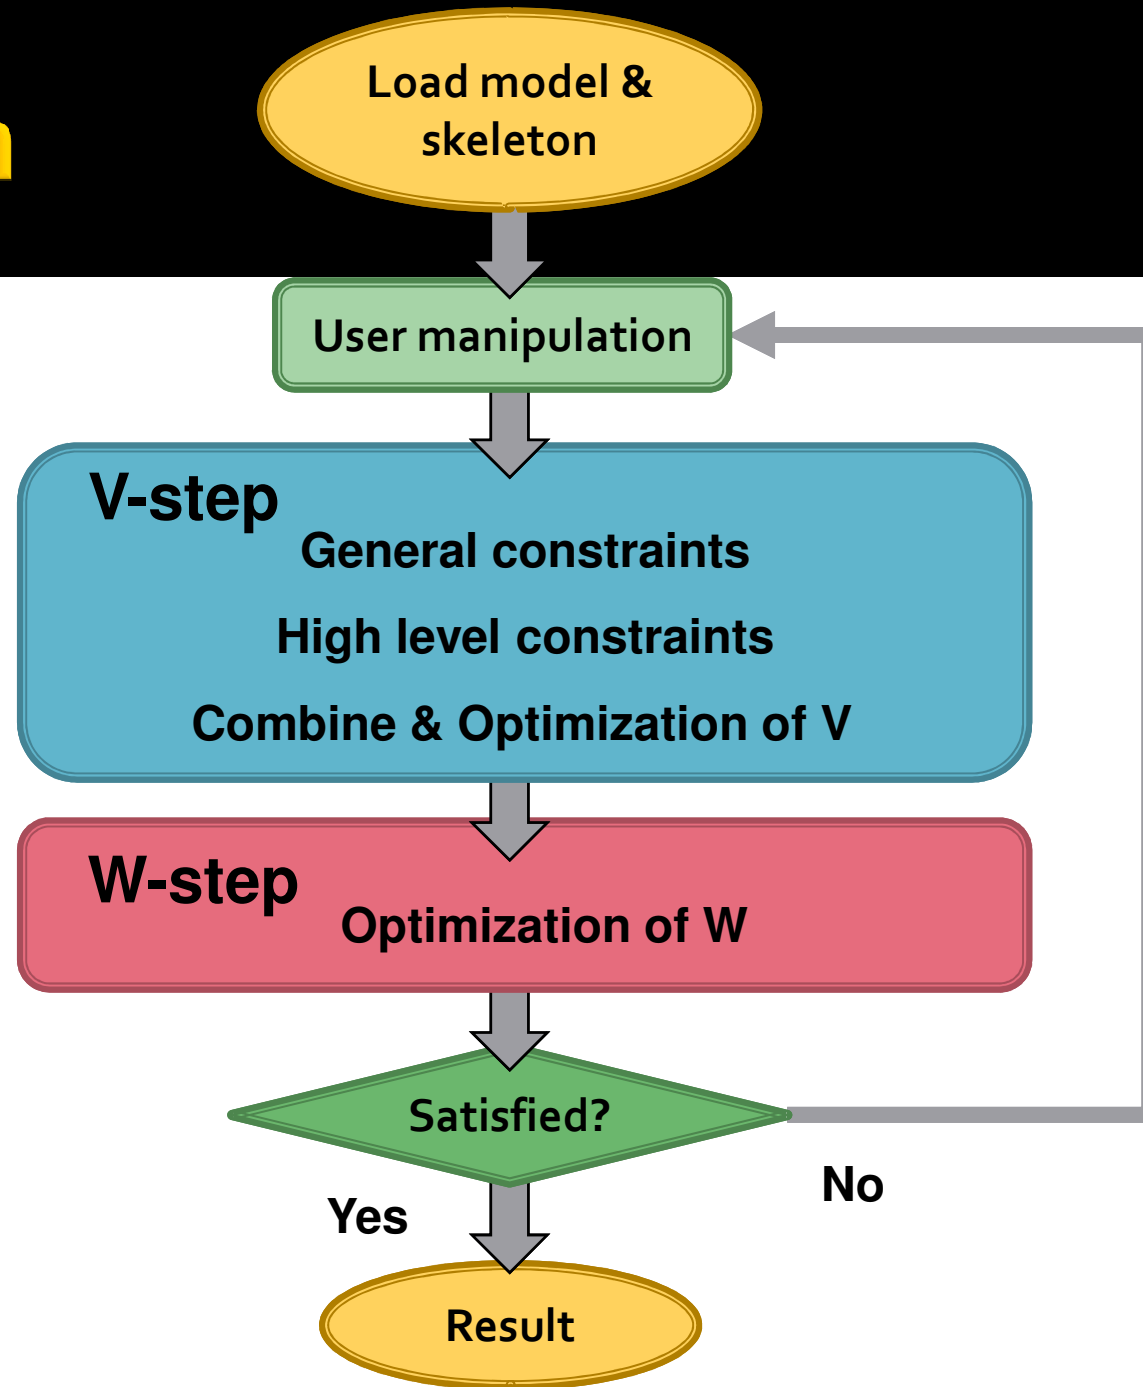 Load model &
skeleton
User manipulation
V-step
General constraints
High level constraints
Combine & Optimization of V
W-step
Optimization of W
Satisfied?
No
Yes
Result